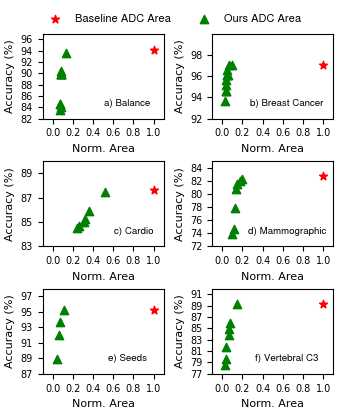 Baseline ADC Area Ours ADC Area
96
94
92
90
88
86
84
82
Accuracy (%)
a) Balance
0.0 0.2 0.4 0.6 0.8 1.0
Norm. Area
98
96
94
92
Accuracy (%)
b) Breast Cancer
0.0 0.2 0.4 0.6 0.8 1.0
Norm. Area
89
87
85
83
Accuracy (%)
c) Cardio
0.0 0.2 0.4 0.6 0.8 1.0
Norm. Area
84
82
80
78
76
74
72
Accuracy (%)
d) Mammographic
0.0 0.2 0.4 0.6 0.8 1.0
Norm. Area
97
95
93
91
89
87
Accuracy (%)
e) Seeds
0.0 0.2 0.4 0.6 0.8 1.0
Norm. Area
91
89
87
85
83
81
79
77
Accuracy (%)
f) Vertebral C3
0.0 0.2 0.4 0.6 0.8 1.0
Norm. Area